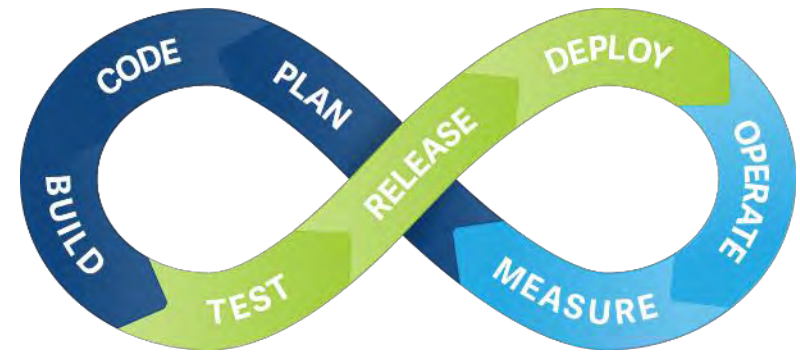 PLAN
CODE
BUILD
TEST
RELEASE
DEPLOY
OPERATE
MEASURE